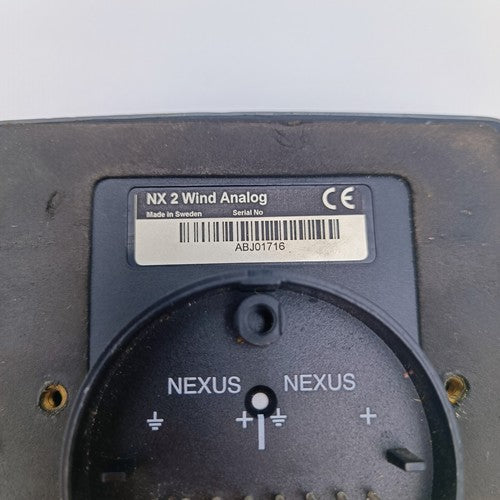 NX 2 Wind Analog CE
Made in Sweden Serial No
ABJ01716
NEXUS NEXUS
+ +